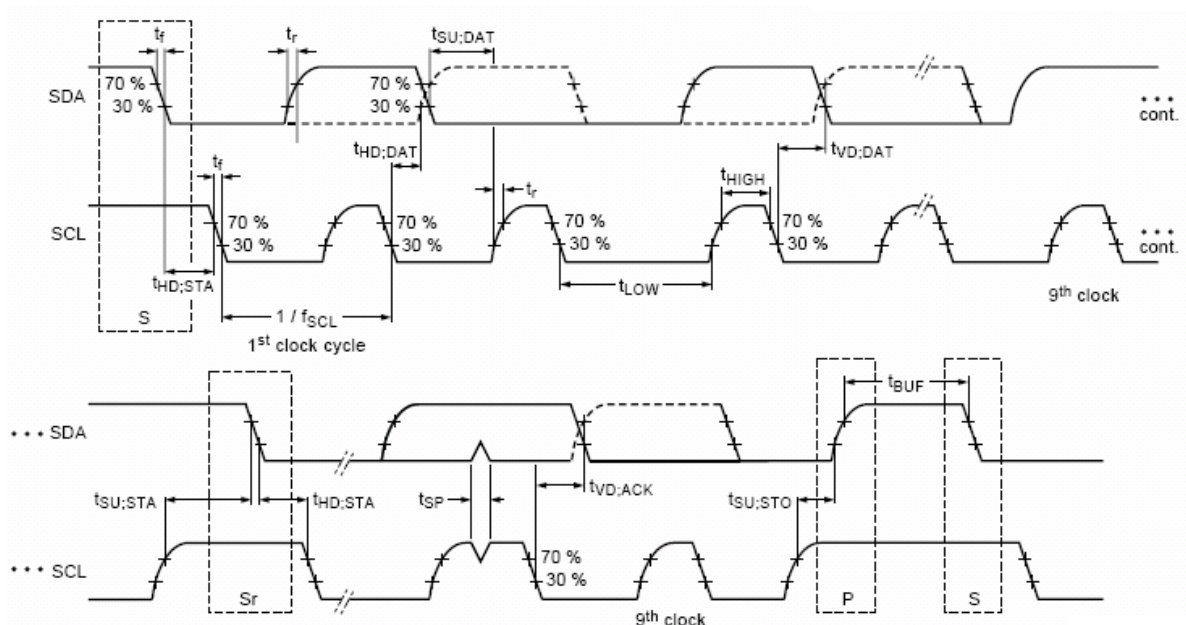 tf tr tSU;DAT
SDA 70 % 30 % 70 % 30 % • • • cont.
tHD;DAT tVD;DAT
tf tr tHIGH
SCL 70 % 30 % 70 % 30 % 70 % 30 % 70 % 30 % • • • cont.
tHD;STA tLOW 9th clock
S 1 / fSCL
1st clock cycle
tBUF
• • • SDA
tSU;STA tHD;STA tSP tVD;ACK tSU;STO
• • • SCL 70 % 30 %
Sr P S
9th clock